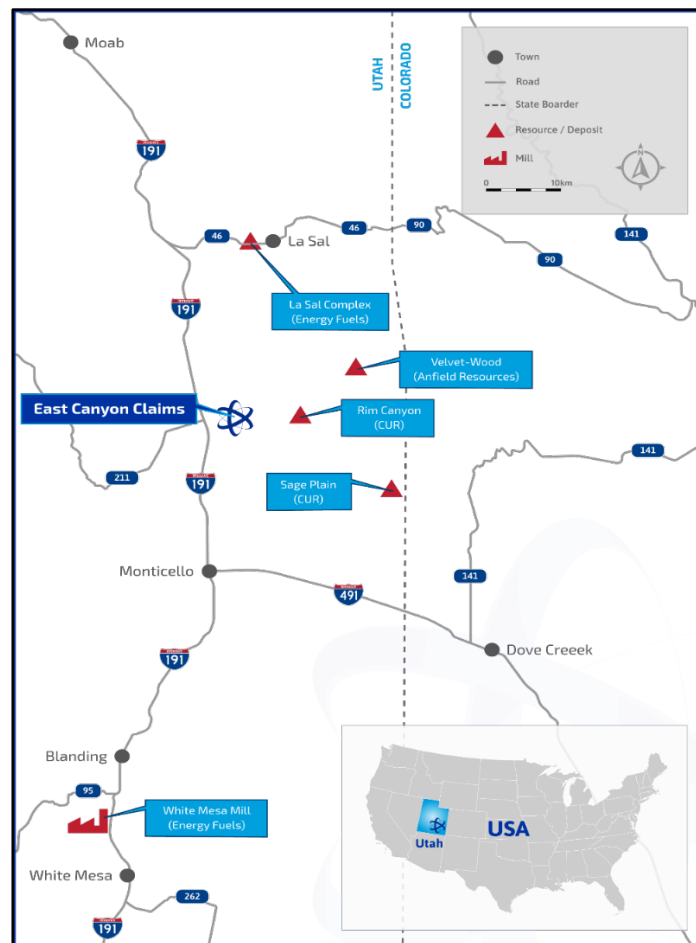 Moab
UTAH
COLORADO
Town
Road
State Boarder
Resource / Deposit
Mill
N
0 10km
191
46
La Sal
46
90
141
90
La Sal Complex
(Energy Fuels)
191
Velvet-Wood
(Anfield Resources)
East Canyon Claims
Rim Canyon
(CUR)
211
191
Sage Plain
(CUR)
141
Monticello
491
141
191
Dove Creeek
Blanding
95
White Mesa Mill
(Energy Fuels)
White Mesa
262
191
USA
Utah